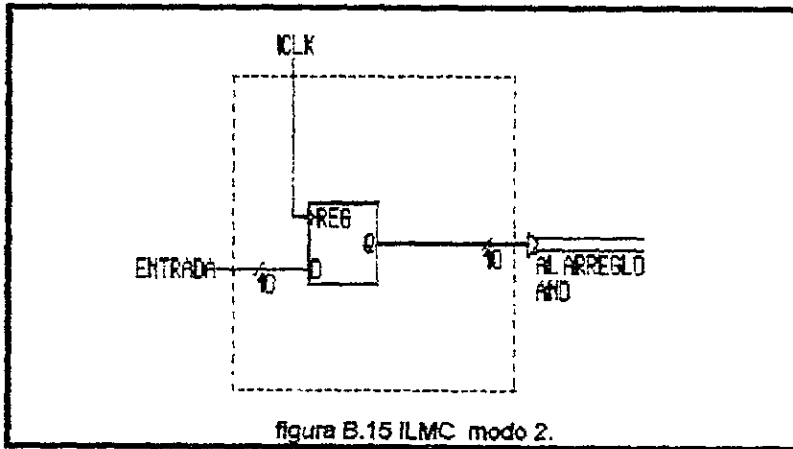 ICLK
REG
Q
ENTRADA
10
D
10
AL ARREGLO
AND
figura B.15 ILMC modo 2.